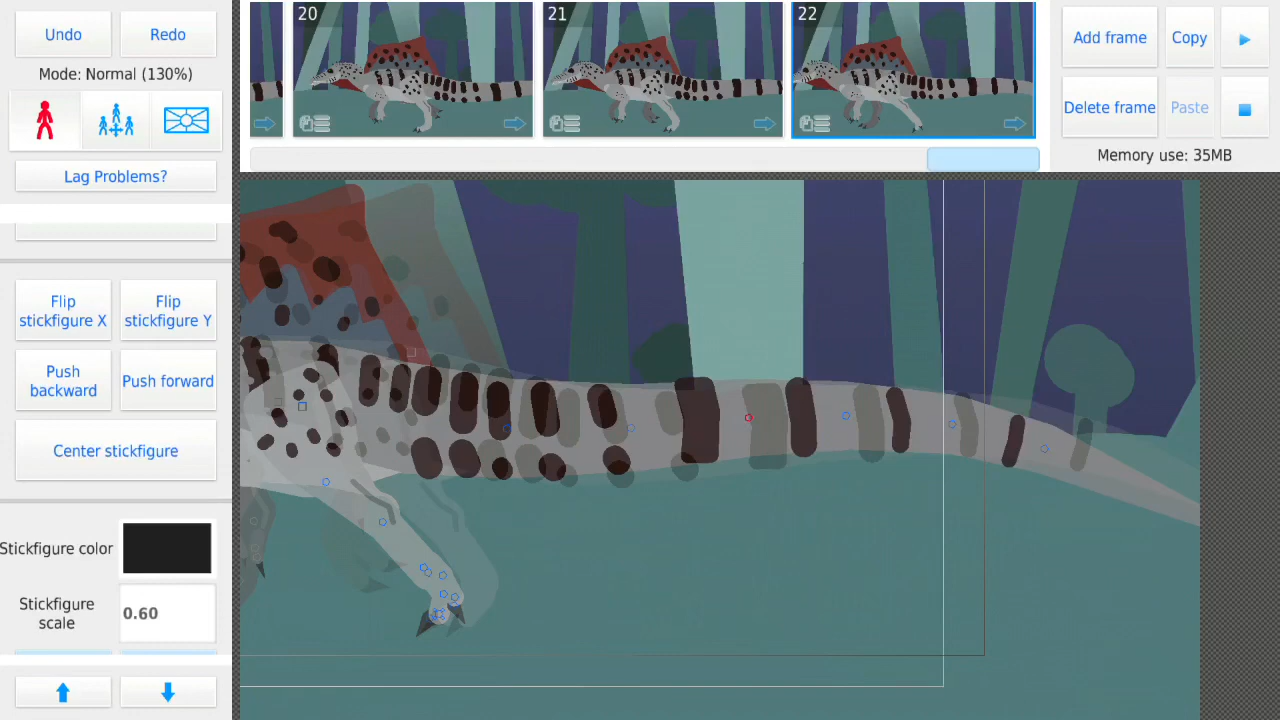 Undo
Redo
Mode: Normal (130%)
Lag Problems?
Flip stickfigure X
Flip stickfigure Y
Push backward
Push forward
Center stickfigure
Stickfigure color
Stickfigure scale
0.60
20
21
22
Add frame
Copy
Delete frame
Paste
Memory use: 35MB